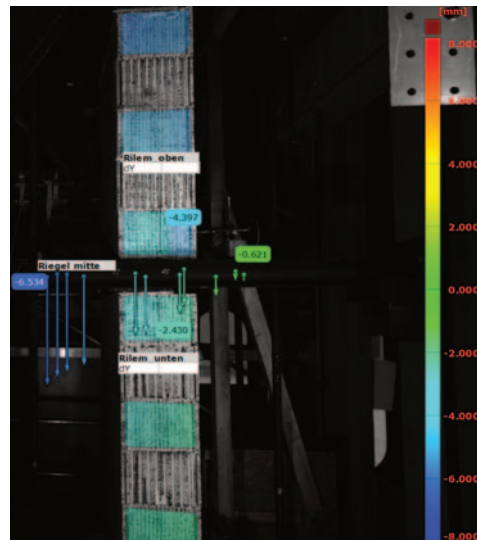 [mm]
8.000
6.000
Rilem_oben
dY
4.000
-4.397
2.000
-0.621
Riegel mitte
-6.534
0.000
-2.430
-2.000
Rilem_unten
dY
-4.000
-6.000
-8.000